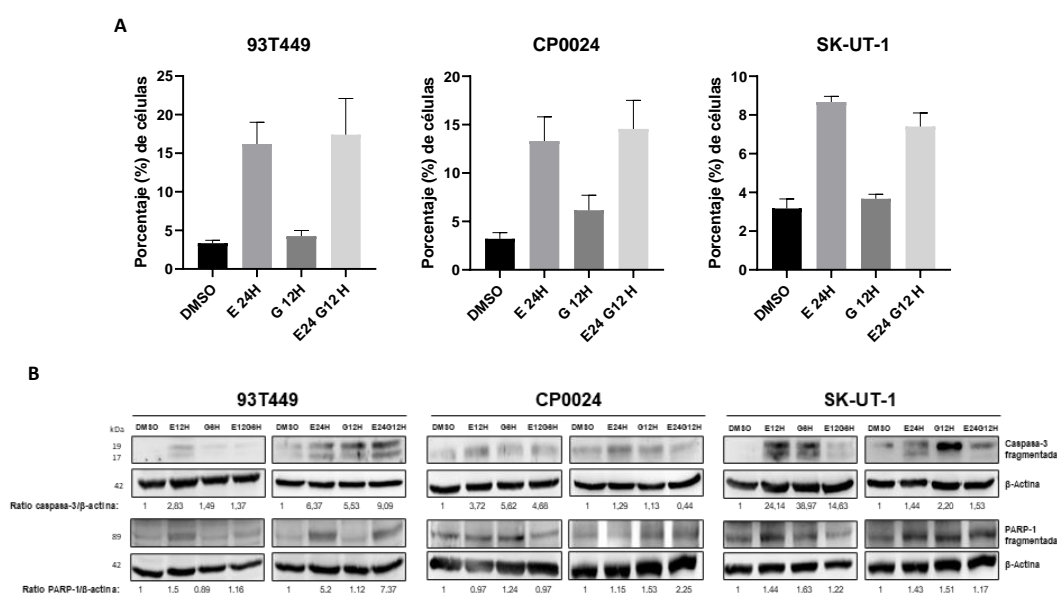 A
93T449
CP0024
SK-UT-1
Porcentaje (%) de células
25
20
15
10
5
0
DMSO
E 24H
G 12H
E24 G12 H
Porcentaje (%) de células
20
15
10
5
0
DMSO
E 24H
G 12H
E24 G12 H
Porcentaje (%) de células
10
8
6
4
2
0
DMSO
E 24H
G 12H
E24 G12 H
B
93T449
CP0024
SK-UT-1
kDa
DMSO E12H G6H E12G6H DMSO E24H G12H E24G12H DMSO E12H G6H E12G6H DMSO E24H G12H E24G12H DMSO E12H G6H E12G6H DMSO E24H G12H E24G12H
19
17
Caspasa-3
fragmentada
42
β-Actina
Ratio caspasa-3/β-actina: 1 2,83 1,49 1,37 1 6,37 5,53 9,09 1 3,72 5,62 4,68 1 1,29 1,13 0,44 1 24,14 38,97 14,63 1 1,44 2,20 1,53
89
PARP-1
fragmentada
42
β-Actina
Ratio PARP-1/β-actina: 1 1.5 0.89 1.16 1 5.2 1.12 7.37 1 0.97 1.24 0.97 1 1.15 1.53 2.25 1 1.44 1.63 1.22 1 1.43 1.51 1.17